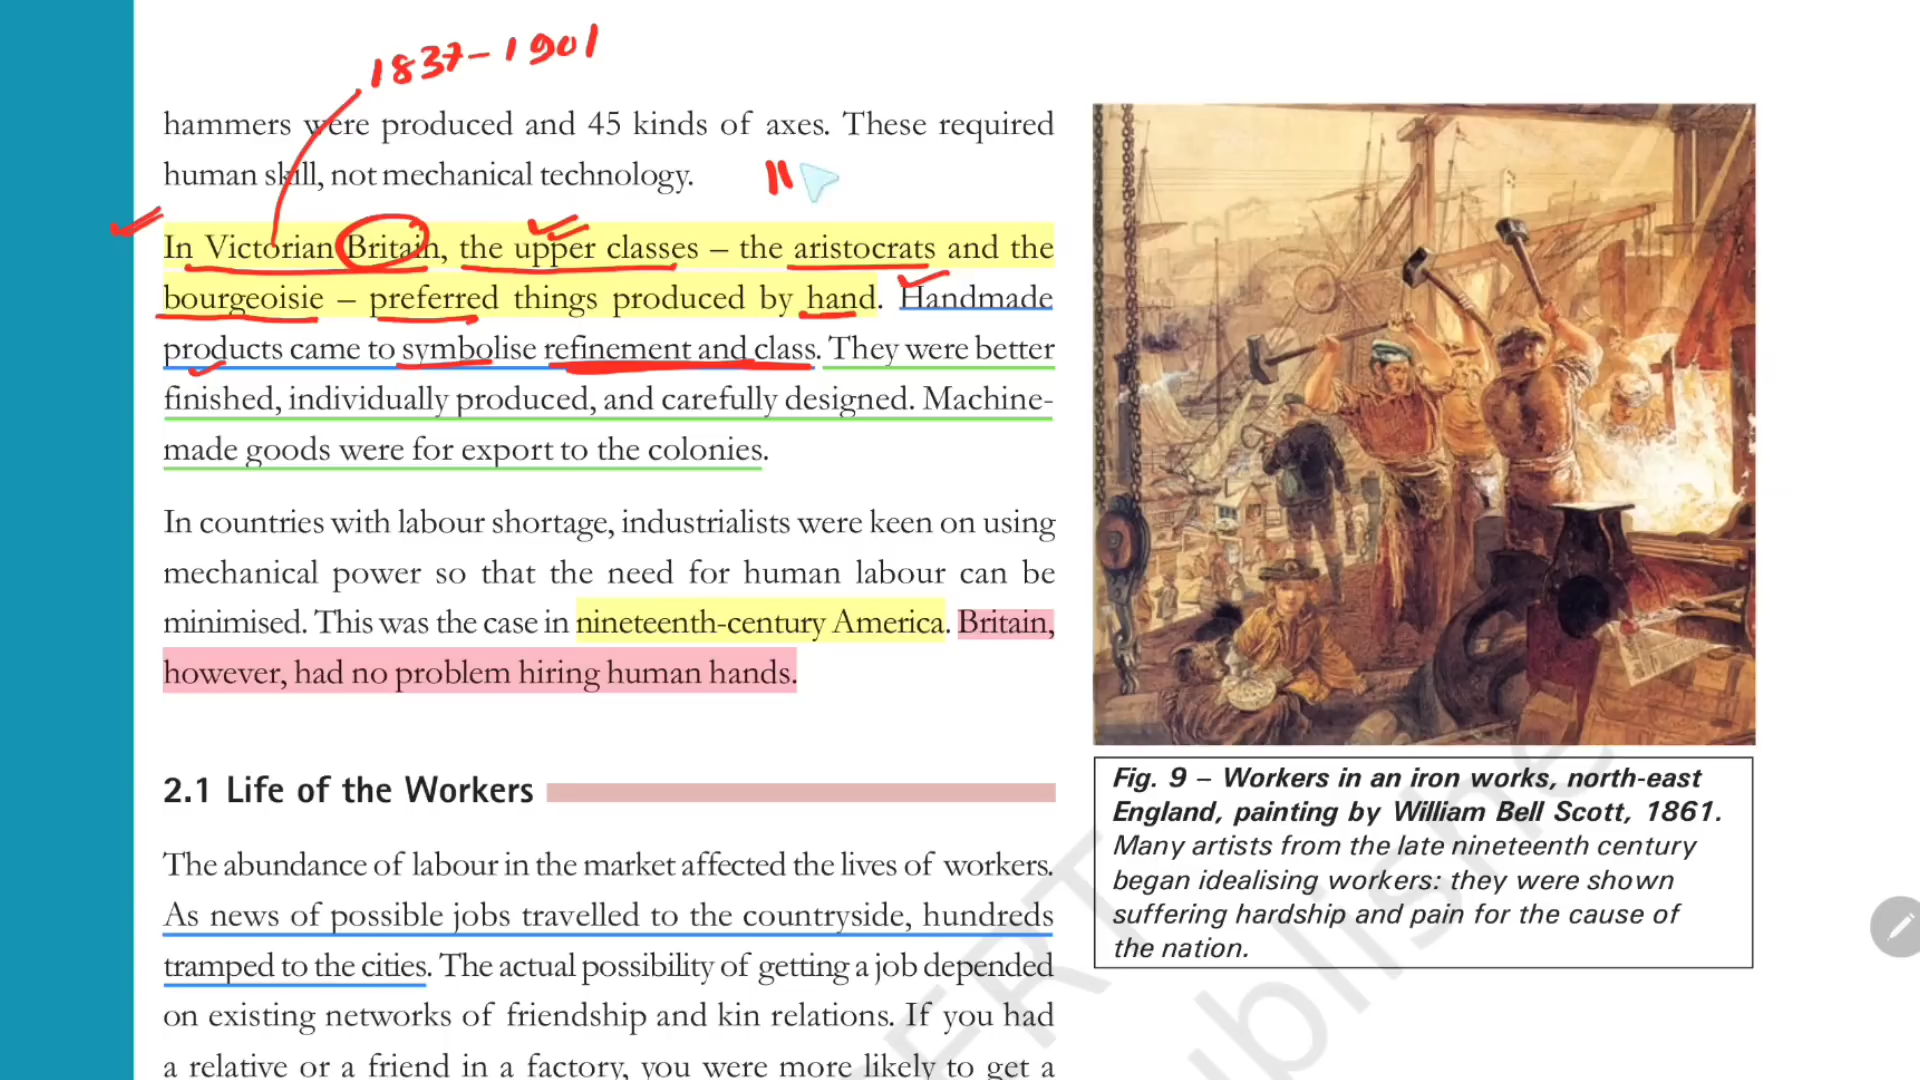 1837-1901
hammers were produced and 45 kinds of axes. These required
human skill, not mechanical technology.
In Victorian Britain, the upper classes – the aristocrats and the
bourgeoisie – preferred things produced by hand. Handmade
products came to symbolise refinement and class. They were better
finished, individually produced, and carefully designed. Machine-
made goods were for export to the colonies.
In countries with labour shortage, industrialists were keen on using
mechanical power so that the need for human labour can be
minimised. This was the case in nineteenth-century America. Britain,
however, had no problem hiring human hands.
2.1 Life of the Workers
The abundance of labour in the market affected the lives of workers.
As news of possible jobs travelled to the countryside, hundreds
tramped to the cities. The actual possibility of getting a job depended
on existing networks of friendship and kin relations. If you had
a relative or a friend in a factory, you were more likely to get a
Fig. 9 – Workers in an iron works, north-east
England, painting by William Bell Scott, 1861.
Many artists from the late nineteenth century
began idealising workers: they were shown
suffering hardship and pain for the cause of
the nation.